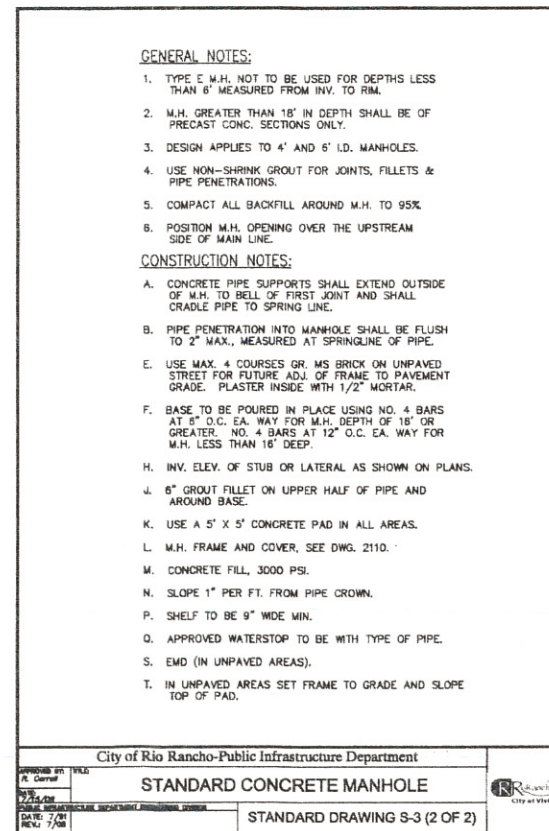 GENERAL NOTES:
1. TYPE E M.H. NOT TO BE USED FOR DEPTHS LESS
THAN 6' MEASURED FROM INV. TO RIM.
2. M.H. GREATER THAN 18' IN DEPTH SHALL BE OF
PRECAST CONC. SECTIONS ONLY.
3. DESIGN APPLIES TO 4' AND 6' I.D. MANHOLES.
4. USE NON-SHRINK GROUT FOR JOINTS, FILLETS &
PIPE PENETRATIONS.
5. COMPACT ALL BACKFILL AROUND M.H. TO 95%
6. POSITION M.H. OPENING OVER THE UPSTREAM
SIDE OF MAIN LINE.
CONSTRUCTION NOTES:
A. CONCRETE PIPE SUPPORTS SHALL EXTEND OUTSIDE
OF M.H. TO BELL OF FIRST JOINT AND SHALL
CRADLE PIPE TO SPRING LINE.
B. PIPE PENETRATION INTO MANHOLE SHALL BE FLUSH
TO 2" MAX., MEASURED AT SPRINGLINE OF PIPE.
E. USE MAX. 4 COURSES GR. MS BRICK ON UNPAVED
STREET FOR FUTURE ADJ. OF FRAME TO PAVEMENT
GRADE. PLASTER INSIDE WITH 1/2" MORTAR.
F. BASE TO BE POURED IN PLACE USING NO. 4 BARS
AT O.C. EA. WAY FOR M.H. DEPTH OF 16' OR
GREATER. NO. 4 BARS AT 12" O.C. EA. WAY FOR
M.H. LESS THAN 16' DEEP.
H. INV. ELEV. OF STUB OR LATERAL AS SHOWN ON PLANS.
J. 6" GROUT FILLET ON UPPER HALF OF PIPE AND
AROUND BASE.
K. USE A 5' X 5' CONCRETE PAD IN ALL AREAS.
L. M.H. FRAME AND COVER, SEE DWG. 2110.
M. CONCRETE FILL, 3000 PSI.
N. SLOPE 1" PER FT. FROM PIPE CROWN.
P. SHELF TO BE 9" WIDE MIN.
Q. APPROVED WATERSTOP TO BE WITH TYPE OF PIPE.
S. EMD (IN UNPAVED AREAS).
T. IN UNPAVED AREAS SET FRAME TO GRADE AND SLOPE
TOP OF PAD.
City of Rio Rancho-Public Infrastructure Department
APPROVED BY: TITLE:
STANDARD CONCRETE MANHOLE
DATE:
DATE: 7/91
REV.: 7/08
STANDARD DRAWING S-3 (2 OF 2)
City of